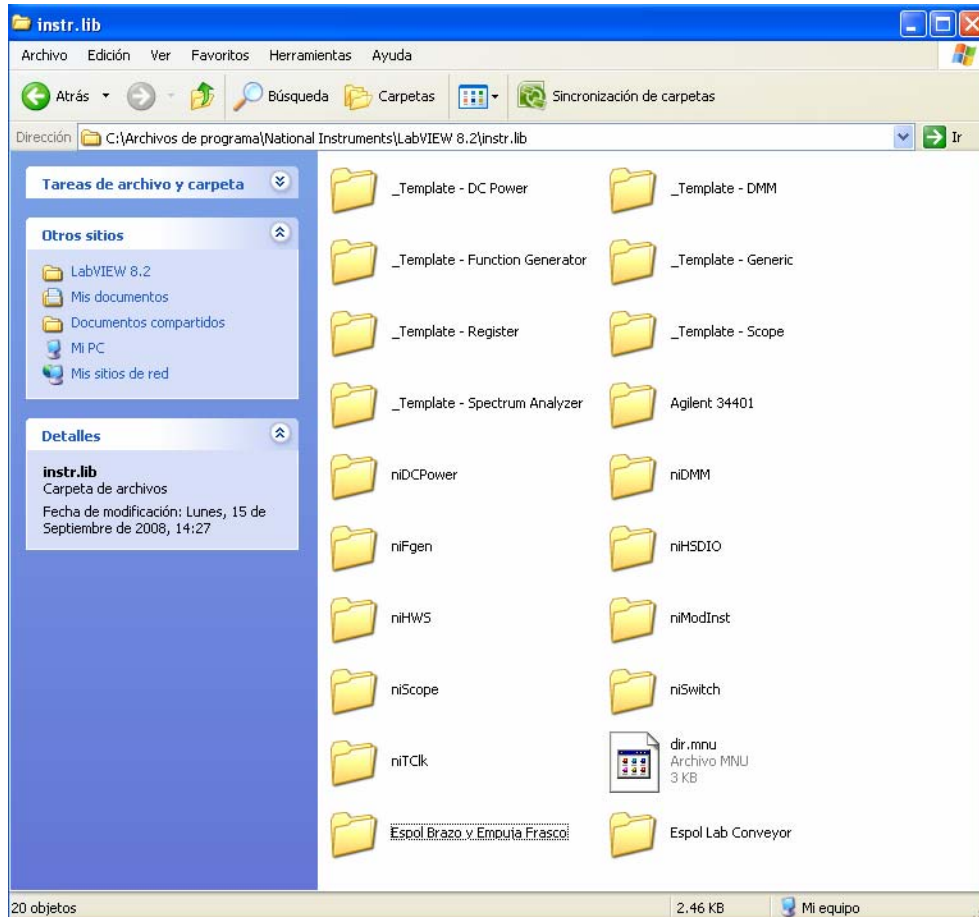 instr.lib
Archivo Edición Ver Favoritos Herramientas Ayuda
Atrás Búsqueda Carpetas Sincronización de carpetas
Dirección C:\Archivos de programa\National Instruments\LabVIEW 8.2\instr.lib Ir
Tareas de archivo y carpeta
Otros sitios
LabVIEW 8.2
Mis documentos
Documentos compartidos
Mi PC
Mis sitios de red
Detalles
instr.lib
Carpeta de archivos
Fecha de modificación: Lunes, 15 de
Septiembre de 2008, 14:27
_Template - DC Power
_Template - DMM
_Template - Function Generator
_Template - Generic
_Template - Register
_Template - Scope
_Template - Spectrum Analyzer
Agilent 34401
niDCPower
niDMM
niFgen
niHSDIO
niHWS
niModInst
niScope
niSwitch
niTClk
dir.mnu
Archivo MNU
3 KB
Espol Brazo y Empuja Frasco
Espol Lab Conveyor
20 objetos 2.46 KB Mi equipo